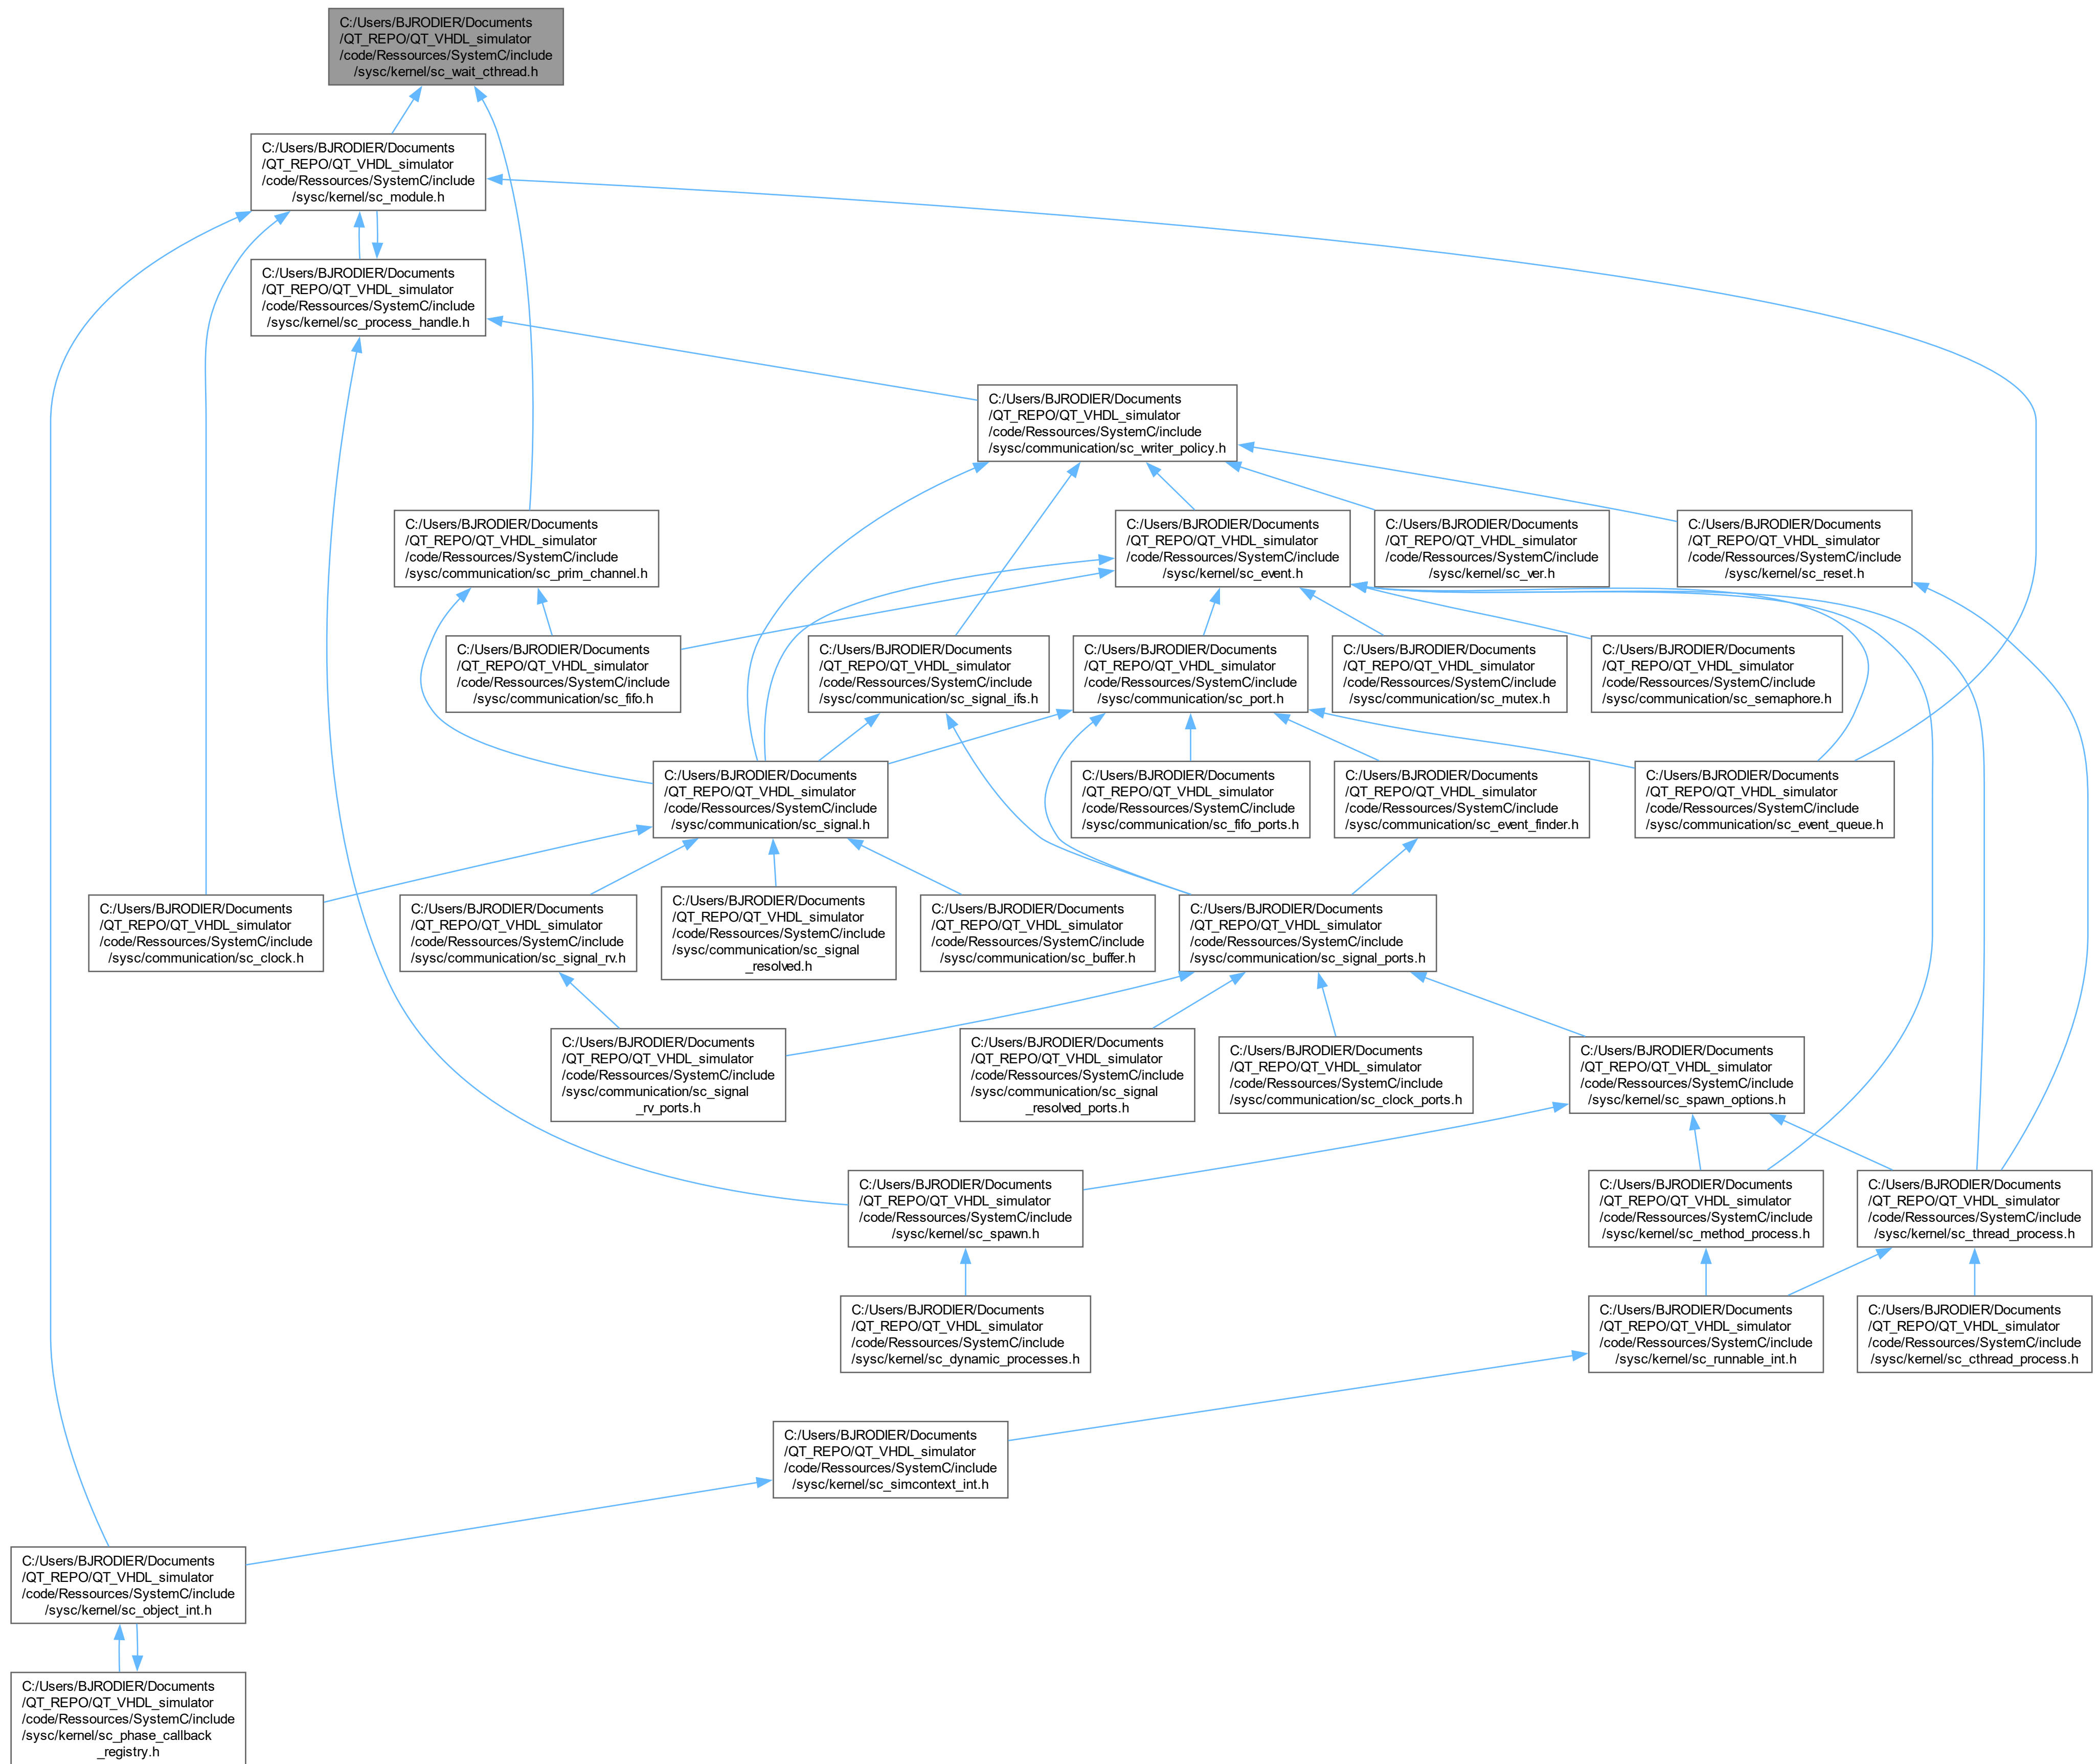 C:/Users/BJRODIER/Documents
/QT_REPO/QT_VHDL_simulator
/code/Ressources/SystemC/include
/sysc/kernel/sc_wait_cthread.h
C:/Users/BJRODIER/Documents
/QT_REPO/QT_VHDL_simulator
/code/Ressources/SystemC/include
/sysc/kernel/sc_module.h
C:/Users/BJRODIER/Documents
/QT_REPO/QT_VHDL_simulator
/code/Ressources/SystemC/include
/sysc/kernel/sc_process_handle.h
C:/Users/BJRODIER/Documents
/QT_REPO/QT_VHDL_simulator
/code/Ressources/SystemC/include
/sysc/communication/sc_writer_policy.h
C:/Users/BJRODIER/Documents
/QT_REPO/QT_VHDL_simulator
/code/Ressources/SystemC/include
/sysc/communication/sc_prim_channel.h
C:/Users/BJRODIER/Documents
/QT_REPO/QT_VHDL_simulator
/code/Ressources/SystemC/include
/sysc/kernel/sc_event.h
C:/Users/BJRODIER/Documents
/QT_REPO/QT_VHDL_simulator
/code/Ressources/SystemC/include
/sysc/kernel/sc_ver.h
C:/Users/BJRODIER/Documents
/QT_REPO/QT_VHDL_simulator
/code/Ressources/SystemC/include
/sysc/kernel/sc_reset.h
C:/Users/BJRODIER/Documents
/QT_REPO/QT_VHDL_simulator
/code/Ressources/SystemC/include
/sysc/communication/sc_fifo.h
C:/Users/BJRODIER/Documents
/QT_REPO/QT_VHDL_simulator
/code/Ressources/SystemC/include
/sysc/communication/sc_signal_ifs.h
C:/Users/BJRODIER/Documents
/QT_REPO/QT_VHDL_simulator
/code/Ressources/SystemC/include
/sysc/communication/sc_port.h
C:/Users/BJRODIER/Documents
/QT_REPO/QT_VHDL_simulator
/code/Ressources/SystemC/include
/sysc/communication/sc_mutex.h
C:/Users/BJRODIER/Documents
/QT_REPO/QT_VHDL_simulator
/code/Ressources/SystemC/include
/sysc/communication/sc_semaphore.h
C:/Users/BJRODIER/Documents
/QT_REPO/QT_VHDL_simulator
/code/Ressources/SystemC/include
/sysc/communication/sc_signal.h
C:/Users/BJRODIER/Documents
/QT_REPO/QT_VHDL_simulator
/code/Ressources/SystemC/include
/sysc/communication/sc_fifo_ports.h
C:/Users/BJRODIER/Documents
/QT_REPO/QT_VHDL_simulator
/code/Ressources/SystemC/include
/sysc/communication/sc_event_finder.h
C:/Users/BJRODIER/Documents
/QT_REPO/QT_VHDL_simulator
/code/Ressources/SystemC/include
/sysc/communication/sc_event_queue.h
C:/Users/BJRODIER/Documents
/QT_REPO/QT_VHDL_simulator
/code/Ressources/SystemC/include
/sysc/communication/sc_clock.h
C:/Users/BJRODIER/Documents
/QT_REPO/QT_VHDL_simulator
/code/Ressources/SystemC/include
/sysc/communication/sc_signal_rv.h
C:/Users/BJRODIER/Documents
/QT_REPO/QT_VHDL_simulator
/code/Ressources/SystemC/include
/sysc/communication/sc_signal
_resolved.h
C:/Users/BJRODIER/Documents
/QT_REPO/QT_VHDL_simulator
/code/Ressources/SystemC/include
/sysc/communication/sc_buffer.h
C:/Users/BJRODIER/Documents
/QT_REPO/QT_VHDL_simulator
/code/Ressources/SystemC/include
/sysc/communication/sc_signal_ports.h
C:/Users/BJRODIER/Documents
/QT_REPO/QT_VHDL_simulator
/code/Ressources/SystemC/include
/sysc/communication/sc_signal
_rv_ports.h
C:/Users/BJRODIER/Documents
/QT_REPO/QT_VHDL_simulator
/code/Ressources/SystemC/include
/sysc/communication/sc_signal
_resolved_ports.h
C:/Users/BJRODIER/Documents
/QT_REPO/QT_VHDL_simulator
/code/Ressources/SystemC/include
/sysc/communication/sc_clock_ports.h
C:/Users/BJRODIER/Documents
/QT_REPO/QT_VHDL_simulator
/code/Ressources/SystemC/include
/sysc/kernel/sc_spawn_options.h
C:/Users/BJRODIER/Documents
/QT_REPO/QT_VHDL_simulator
/code/Ressources/SystemC/include
/sysc/kernel/sc_spawn.h
C:/Users/BJRODIER/Documents
/QT_REPO/QT_VHDL_simulator
/code/Ressources/SystemC/include
/sysc/kernel/sc_method_process.h
C:/Users/BJRODIER/Documents
/QT_REPO/QT_VHDL_simulator
/code/Ressources/SystemC/include
/sysc/kernel/sc_thread_process.h
C:/Users/BJRODIER/Documents
/QT_REPO/QT_VHDL_simulator
/code/Ressources/SystemC/include
/sysc/kernel/sc_dynamic_processes.h
C:/Users/BJRODIER/Documents
/QT_REPO/QT_VHDL_simulator
/code/Ressources/SystemC/include
/sysc/kernel/sc_runnable_int.h
C:/Users/BJRODIER/Documents
/QT_REPO/QT_VHDL_simulator
/code/Ressources/SystemC/include
/sysc/kernel/sc_cthread_process.h
C:/Users/BJRODIER/Documents
/QT_REPO/QT_VHDL_simulator
/code/Ressources/SystemC/include
/sysc/kernel/sc_simcontext_int.h
C:/Users/BJRODIER/Documents
/QT_REPO/QT_VHDL_simulator
/code/Ressources/SystemC/include
/sysc/kernel/sc_object_int.h
C:/Users/BJRODIER/Documents
/QT_REPO/QT_VHDL_simulator
/code/Ressources/SystemC/include
/sysc/kernel/sc_phase_callback
_registry.h